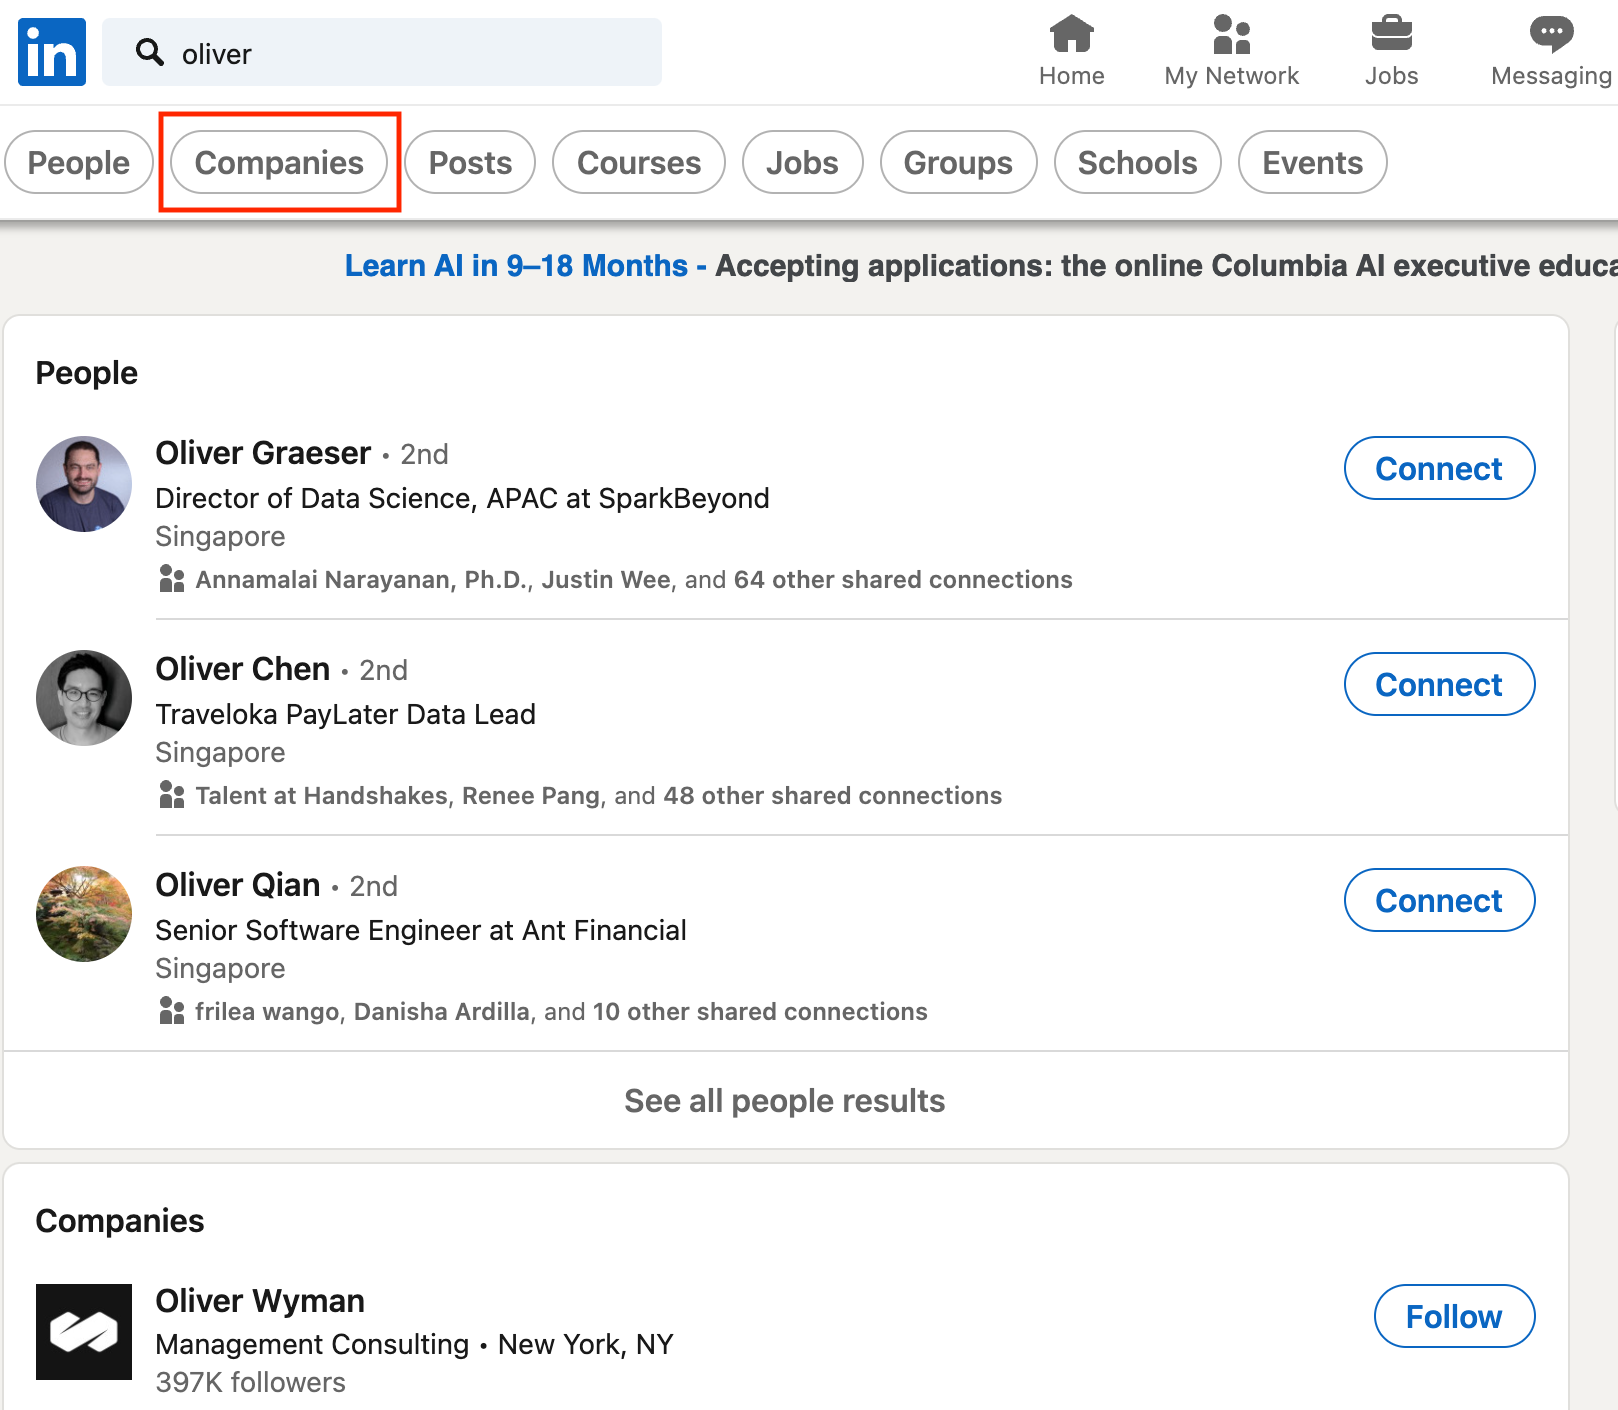 in
oliver
Home
My Network
Jobs
Messaging
People
Companies
Posts
Courses
Jobs
Groups
Schools
Events
Learn AI in 9–18 Months - Accepting applications: the online Columbia AI executive educa
People
Oliver Graeser • 2nd
Connect
Director of Data Science, APAC at SparkBeyond
Singapore
Annamalai Narayanan, Ph.D., Justin Wee, and 64 other shared connections
Oliver Chen • 2nd
Connect
Traveloka PayLater Data Lead
Singapore
Talent at Handshakes, Renee Pang, and 48 other shared connections
Oliver Qian • 2nd
Connect
Senior Software Engineer at Ant Financial
Singapore
frilea wango, Danisha Ardilla, and 10 other shared connections
See all people results
Companies
Oliver Wyman
Follow
Management Consulting • New York, NY
397K followers